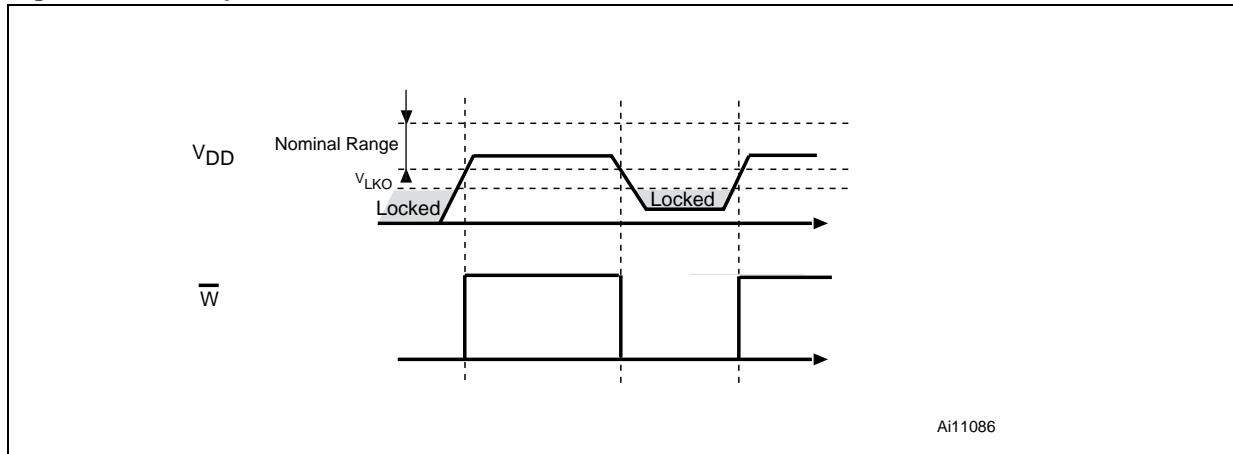 Nominal Range
VDD
VLKO
Locked
Locked
W̅
Ai11086